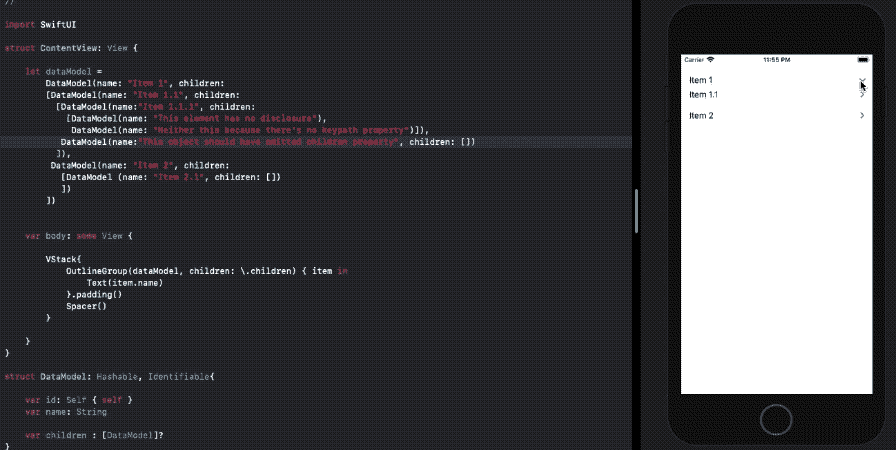 //
import SwiftUI
struct ContentView: View {
let dataModel =
DataModel(name: "Item 1", children:
[DataModel(name: "Item 1.1", children:
[DataModel(name:"Item 1.1.1", children:
[DataModel(name: "This element has no disclosure"),
DataModel(name: "Neither this because there's no keypath property")]),
DataModel(name:"This object should have omitted children property", children: [])
]),
DataModel(name: "Item 2", children:
[DataModel (name: "Item 2.1", children: [])
])
])
var body: some View {
VStack{
OutlineGroup(dataModel, children: \.children) { item in
Text(item.name)
}.padding()
Spacer()
}
}
}
struct DataModel: Hashable, Identifiable{
var id: Self { self }
var name: String
var children : [DataModel]?
}
Carrier 11:55 PM
Item 1
Item 1.1
Item 2